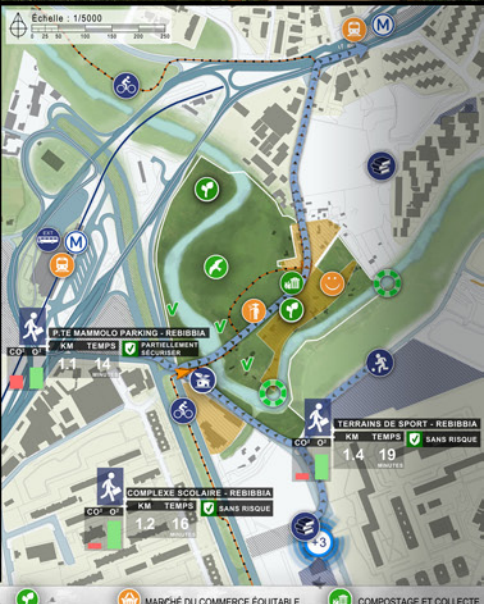 Échelle : 1/5000
0 25 50 100 150 200 250
M
EXT
M
P.TE MAMMOLO PARKING - REBIBBIA
CO² O²
KM TEMPS
PARTIELLEMENT
SÉCURISER
1.1 14
MINUTES
TERRAINS DE SPORT - REBIBBIA
CO² O²
KM TEMPS
SANS RISQUE
1.4 19
MINUTES
COMPLEXE SCOLAIRE - REBIBBIA
CO² O²
KM TEMPS
SANS RISQUE
1.2 16
MINUTES
+3
MARCHÉ DU COMMERCE ÉQUITABLE
COMPOSTAGE ET COLLECTE